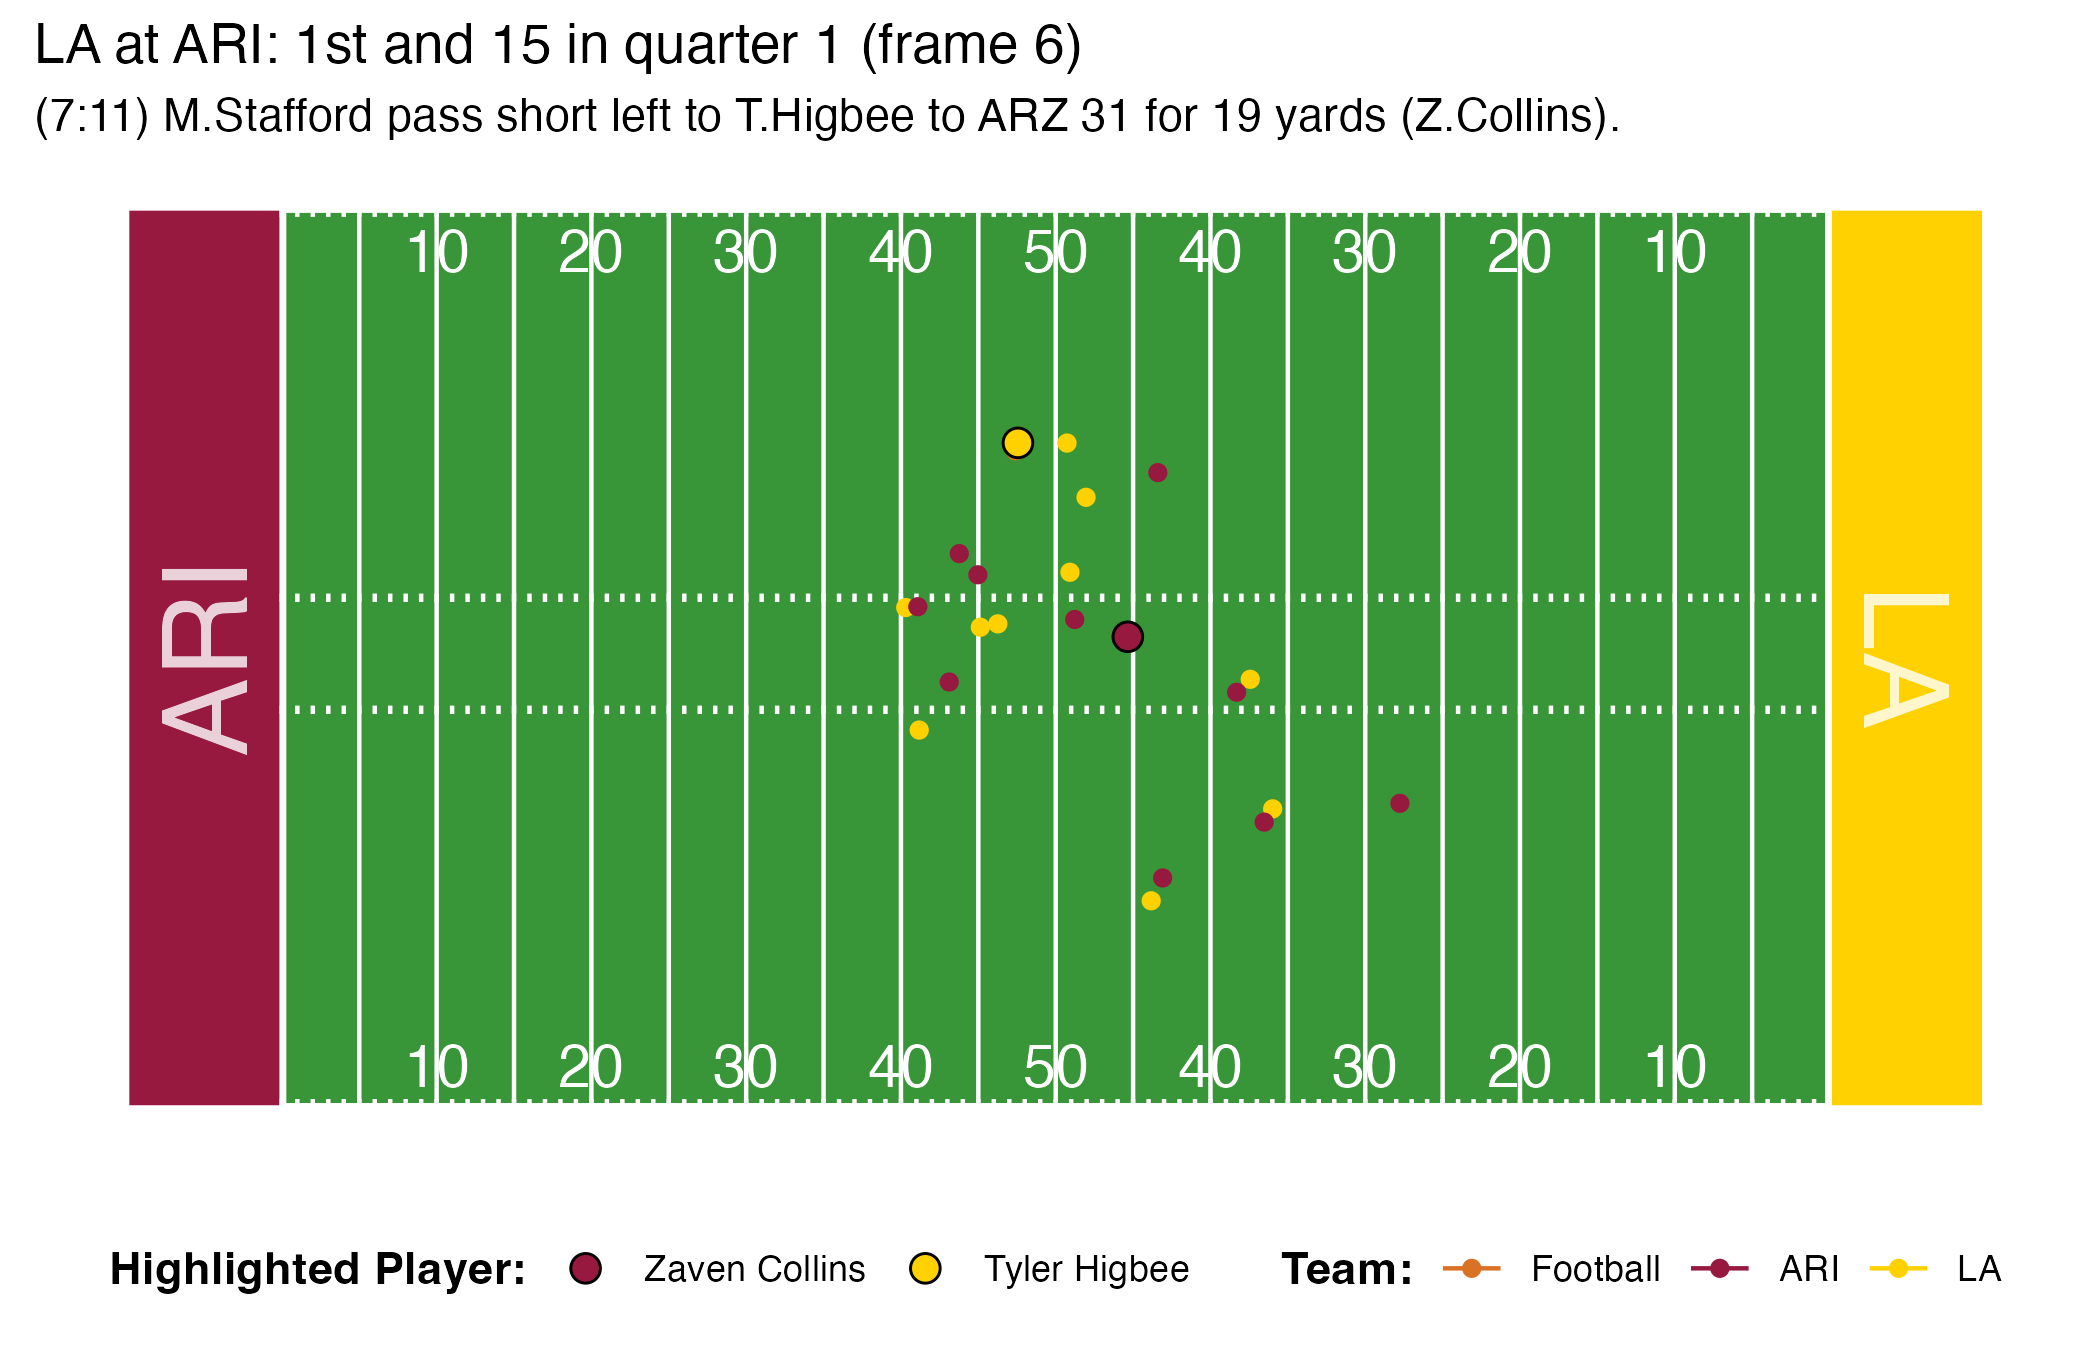 LA at ARI: 1st and 15 in quarter 1 (frame 6)
(7:11) M.Stafford pass short left to T.Higbee to ARZ 31 for 19 yards (Z.Collins).
10 20 30 40 50 40 30 20 10
ARI
LA
10 20 30 40 50 40 30 20 10
Highlighted Player: Zaven Collins Tyler Higbee Team: Football ARI LA